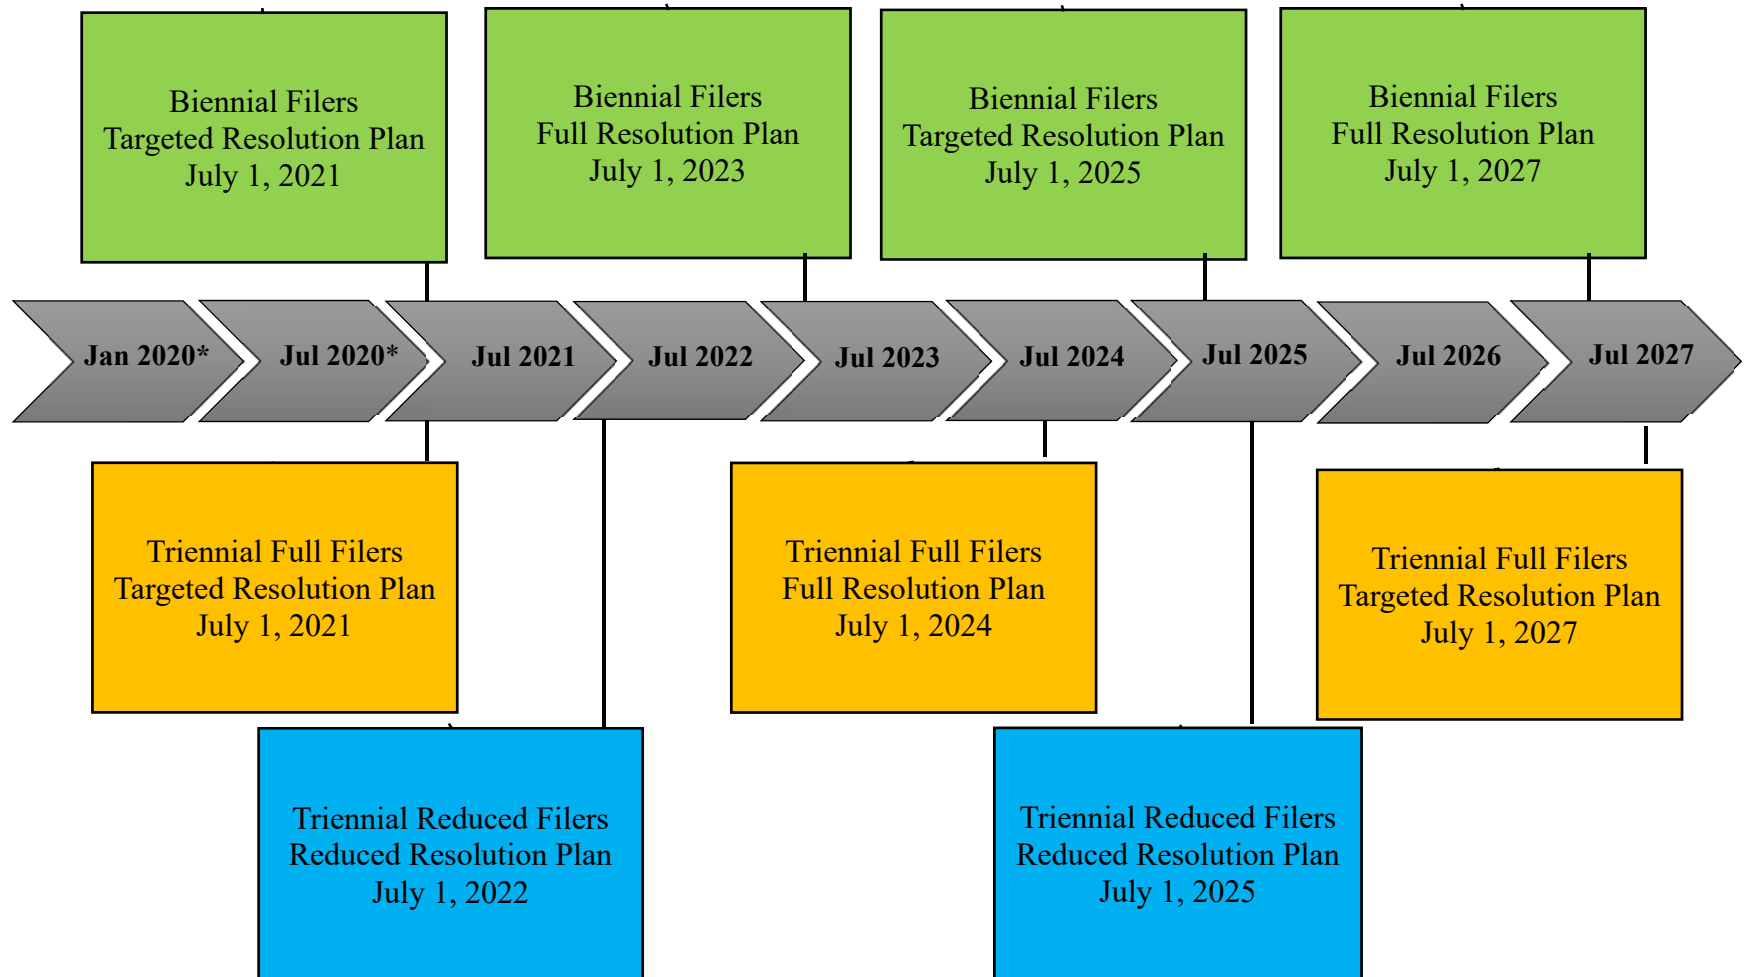 Biennial Filers
Targeted Resolution Plan
July 1, 2021
Biennial Filers
Full Resolution Plan
July 1, 2023
Biennial Filers
Targeted Resolution Plan
July 1, 2025
Biennial Filers
Full Resolution Plan
July 1, 2027
Jan 2020*
Jul 2020*
Jul 2021
Jul 2022
Jul 2023
Jul 2024
Jul 2025
Jul 2026
Jul 2027
Triennial Full Filers
Targeted Resolution Plan
July 1, 2021
Triennial Full Filers
Full Resolution Plan
July 1, 2024
Triennial Full Filers
Targeted Resolution Plan
July 1, 2027
Triennial Reduced Filers
Reduced Resolution Plan
July 1, 2022
Triennial Reduced Filers
Reduced Resolution Plan
July 1, 2025